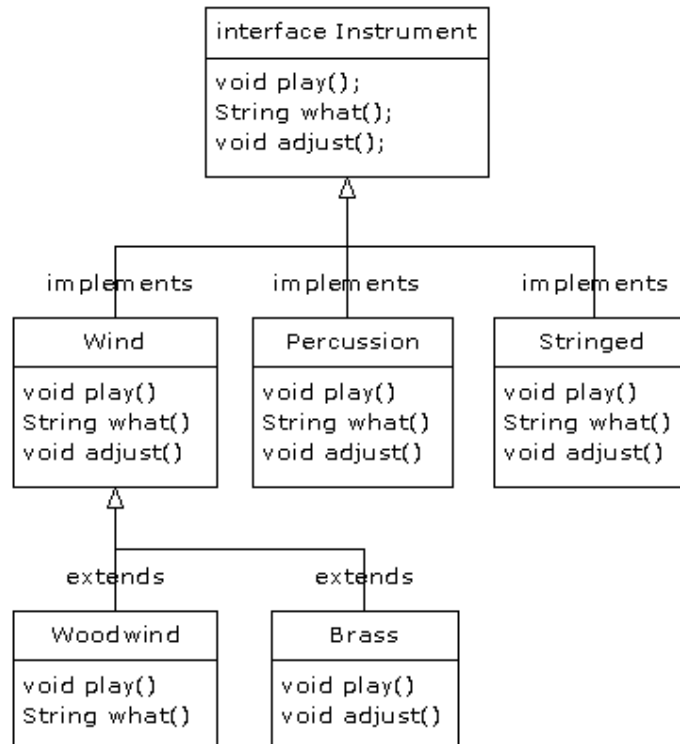 interface Instrument
void play();
String what();
void adjust();
implements
implements
implements
Wind
void play()
String what()
void adjust()
Percussion
void play()
String what()
void adjust()
Stringed
void play()
String what()
void adjust()
extends
extends
Woodwind
void play()
String what()
Brass
void play()
void adjust()